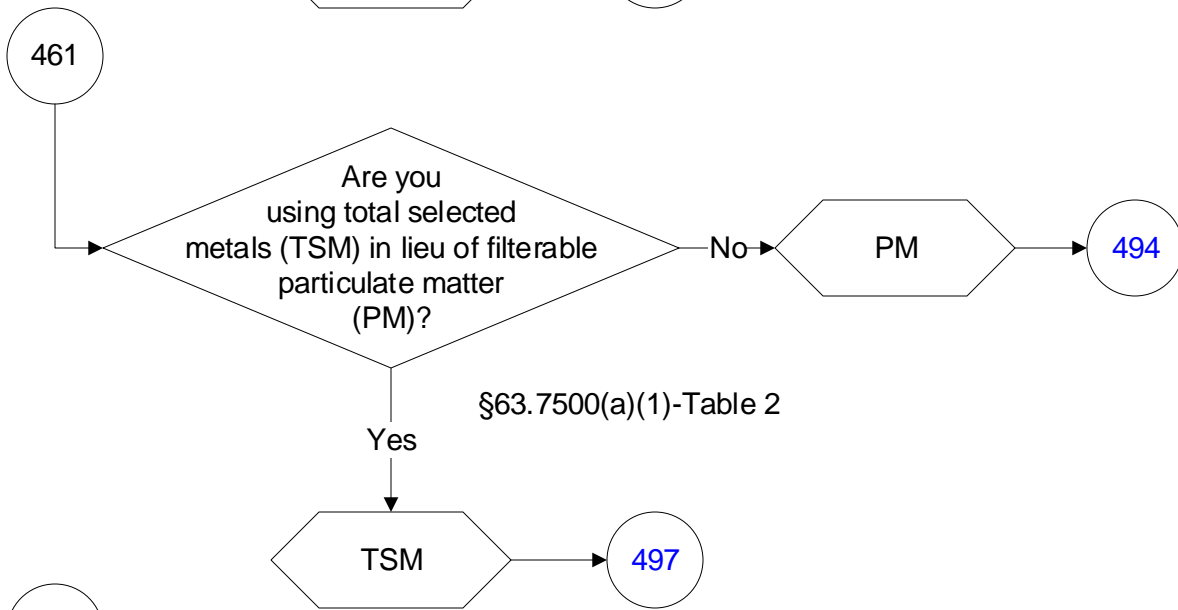 461
Are you
using total selected
metals (TSM) in lieu of filterable
particulate matter
(PM)?
No
PM
494
§63.7500(a)(1)-Table 2
Yes
TSM
497